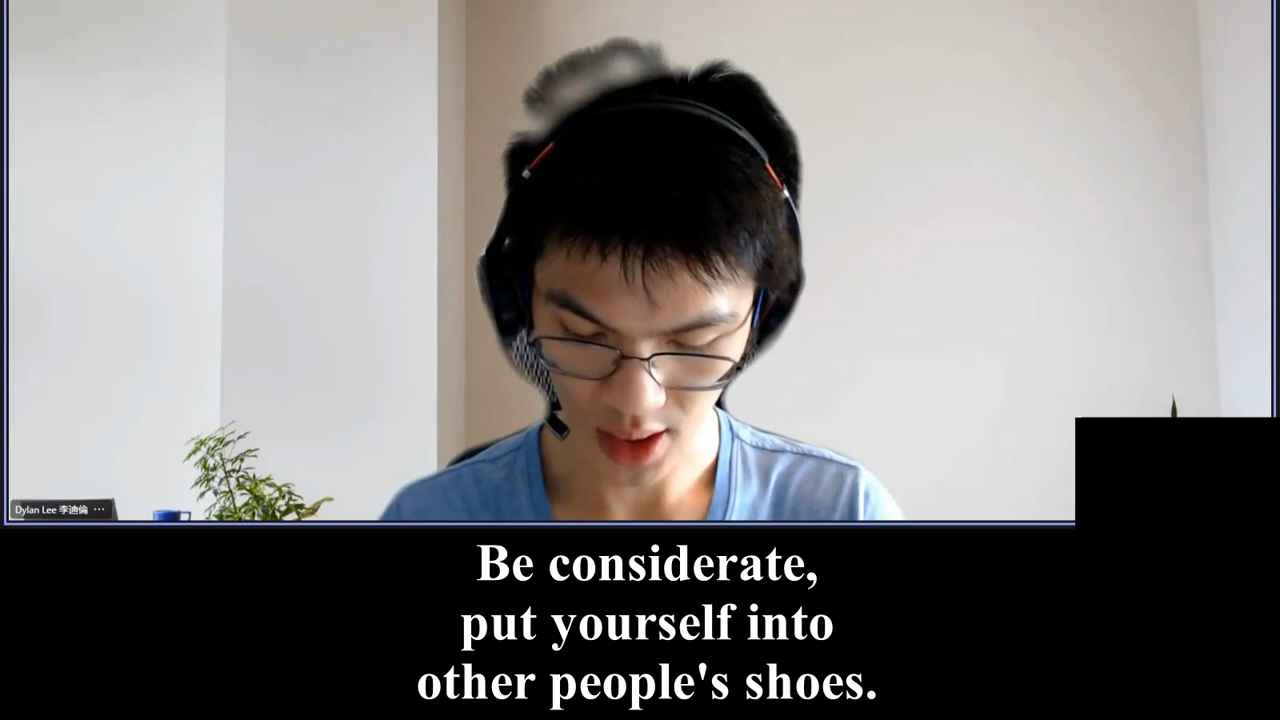 Dylan Lee 李迪倫 ···
Be considerate,
put yourself into
other people's shoes.